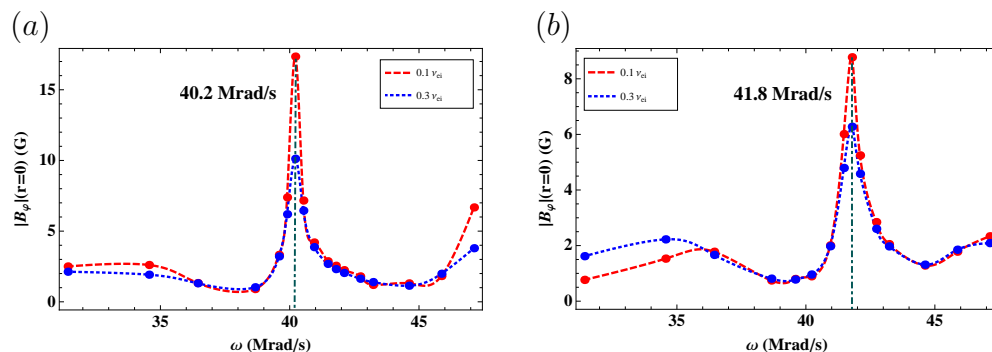 (a)
|Bφ|(r=0) (G)
15
10
5
0
40.2 Mrad/s
0.1 νei
0.3 νei
35
40
45
ω (Mrad/s)
(b)
|Bφ|(r=0) (G)
8
6
4
2
0
41.8 Mrad/s
0.1 νei
0.3 νei
35
40
45
ω (Mrad/s)